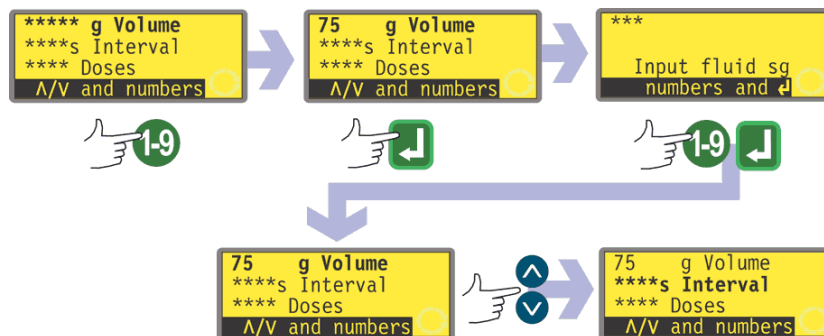 ***** g Volume
****s Interval
**** Doses
Λ/V and numbers
75 g Volume
****s Interval
**** Doses
Λ/V and numbers
***
Input fluid sg
numbers and ↵
1-9
1-9
75 g Volume
****s Interval
**** Doses
Λ/V and numbers
75 g Volume
****s Interval
**** Doses
Λ/V and numbers